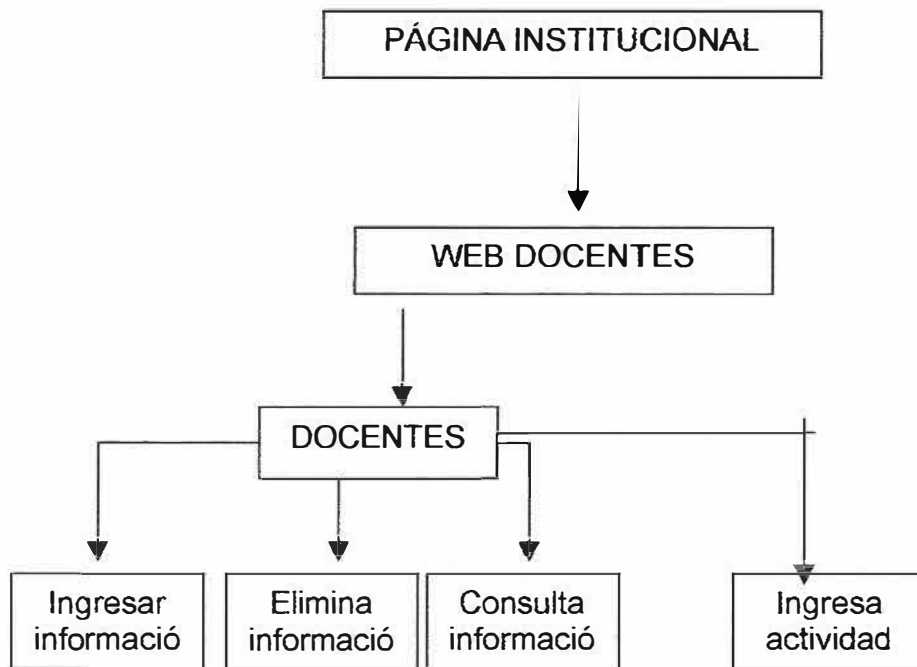 PÁGINA INSTITUCIONAL
WEB DOCENTES
DOCENTES
Ingresar
informació
Elimina
informació
Consulta
informació
Ingresa
actividad